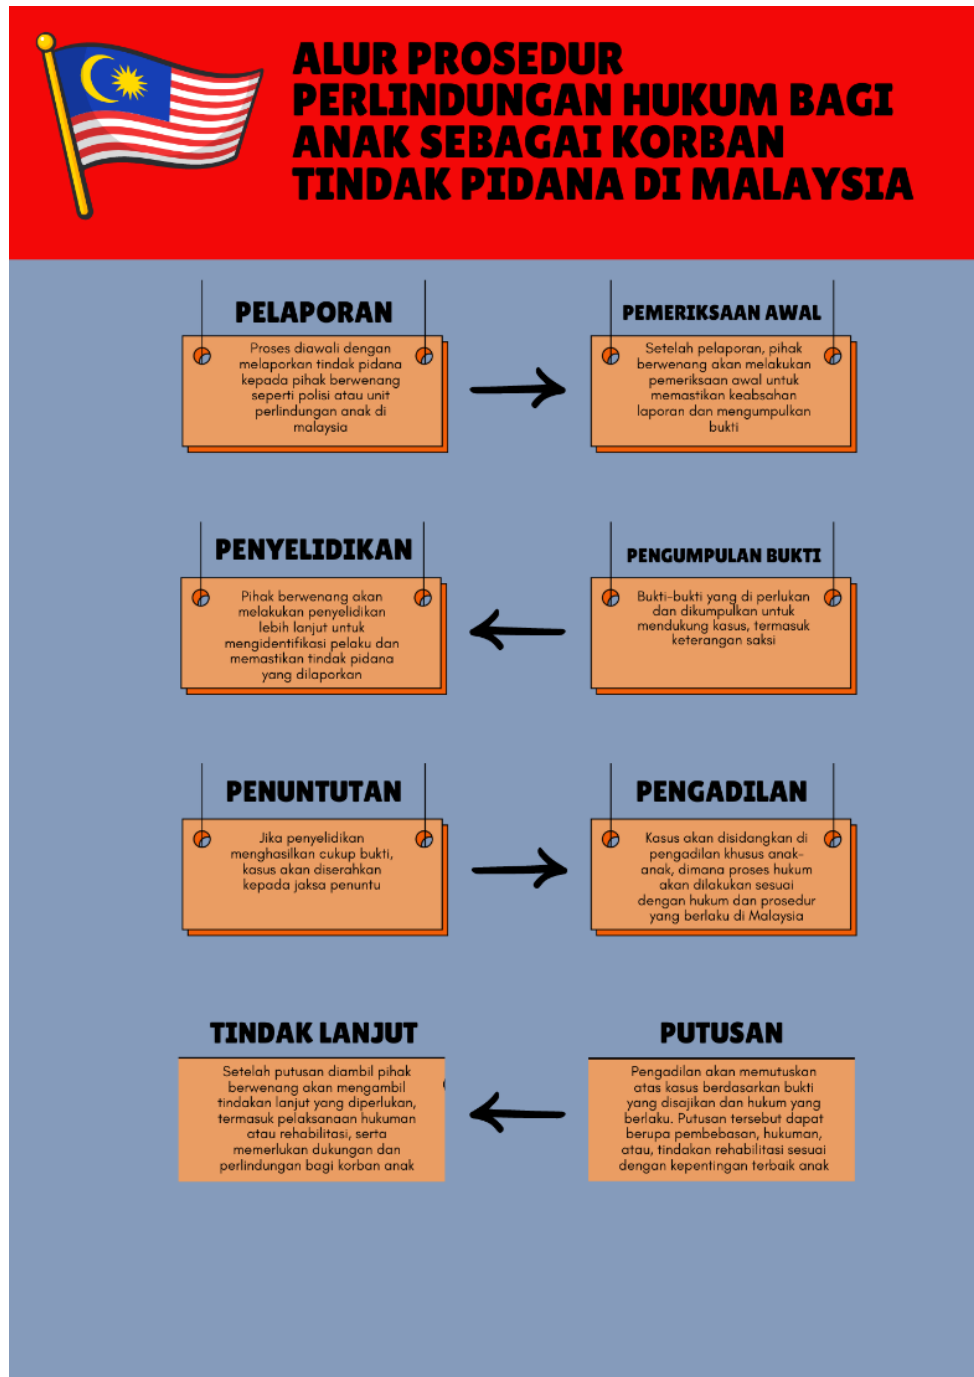 ALUR PROSEDUR
PERLINDUNGAN HUKUM BAGI
ANAK SEBAGAI KORBAN
TINDAK PIDANA DI MALAYSIA
PELAPORAN
Proses diawali dengan
melaporkan tindak pidana
kepada pihak berwenang
seperti polisi atau unit
perlindungan anak di
malaysia
PEMERIKSAAN AWAL
Setelah pelaporan, pihak
berwenang akan melakukan
pemeriksaan awal untuk
memastikan keabsahan
laporan dan mengumpulkan
bukti
PENGUMPULAN BUKTI
Bukti-bukti yang di perlukan
dan dikumpulkan untuk
mendukung kasus, termasuk
keterangan saksi
PENYELIDIKAN
Pihak berwenang akan
melakukan penyelidikan
lebih lanjut untuk
mengidentifikasi pelaku dan
memastikan tindak pidana
yang dilaporkan
PENUNTUTAN
Jika penyelidikan
menghasilkan cukup bukti,
kasus akan diserahkan
kepada jaksa penuntu
PENGADILAN
Kasus akan disidangkan di
pengadilan khusus anak-
anak, dimana proses hukum
akan dilakukan sesuai
dengan hukum dan prosedur
yang berlaku di Malaysia
PUTUSAN
Pengadilan akan memutuskan
atas kasus berdasarkan bukti
yang disajikan dan hukum yang
berlaku. Putusan tersebut dapat
berupa pembebasan, hukuman,
atau, tindakan rehabilitasi sesuai
dengan kepentingan terbaik anak
TINDAK LANJUT
Setelah putusan diambil pihak
berwenang akan mengambil
tindakan lanjut yang diperlukan,
termasuk pelaksanaan hukuman
atau rehabilitasi, serta
memerlukan dukungan dan
perlindungan bagi korban anak